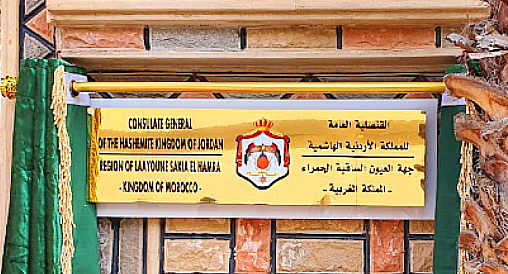 CONSULATE GENERAL
OF THE HASHEMITE KINGDOM OF JORDAN
REGION OF LAAYOUNE SAKIA EL HAMRA
- KINGDOM OF MOROCCO -
القنصلية العامة
للمملكة الأردنية الهاشمية
جهة العيون الساقية الحمراء
- المملكة المغربية -